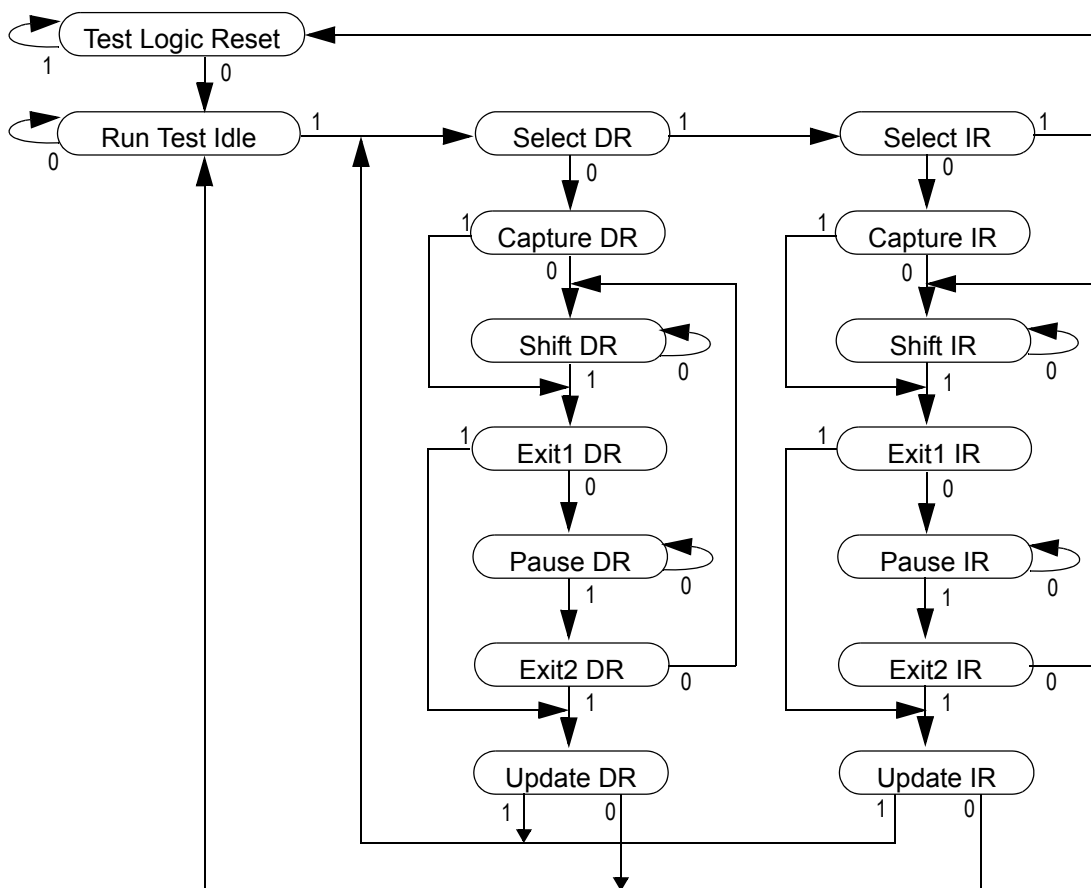 Test Logic Reset
1
0
Run Test Idle
1
0
Select DR
1
0
Select IR
1
0
1
Capture DR
0
1
Capture IR
0
Shift DR
0
1
Shift IR
0
1
1
Exit1 DR
0
1
Exit1 IR
0
Pause DR
0
1
Pause IR
0
1
Exit2 DR
0
1
Exit2 IR
0
1
Update DR
1
0
Update IR
1
0